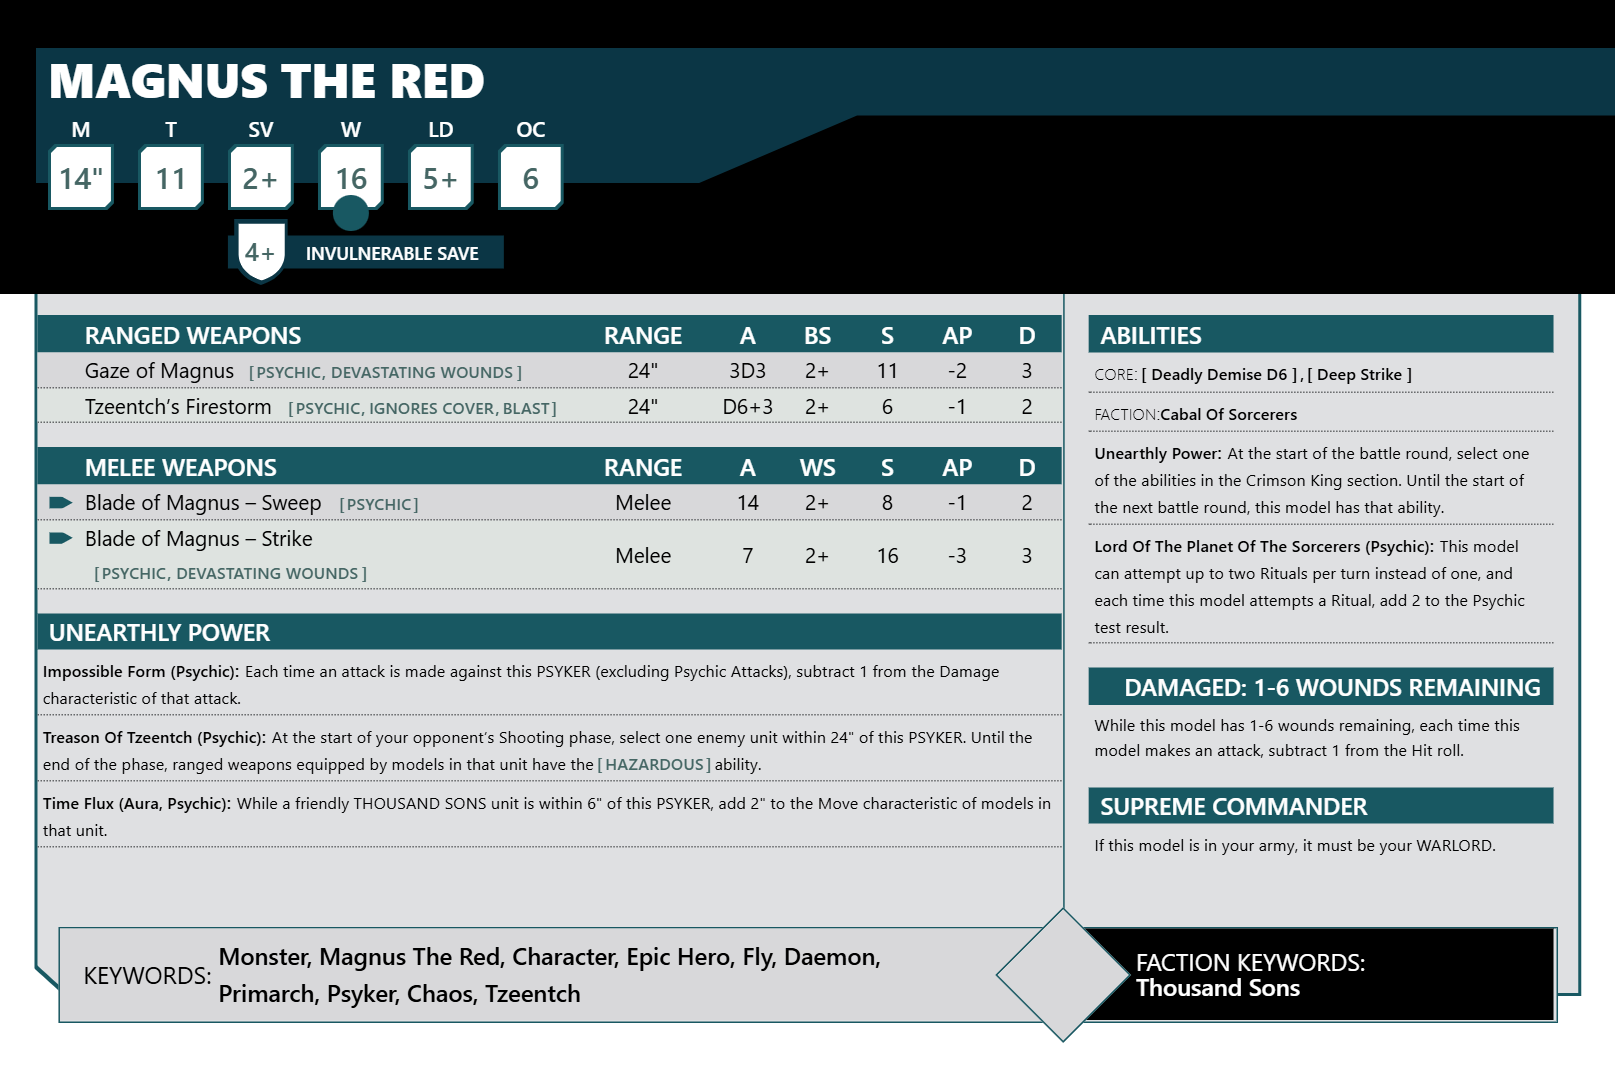 MAGNUS THE RED
M T SV W LD OC
14" 11 2+ 16 5+ 6
4+ INVULNERABLE SAVE
RANGED WEAPONS RANGE A BS S AP D
Gaze of Magnus [PSYCHIC, DEVASTATING WOUNDS] 24" 3D3 2+ 11 -2 3
Tzeentch’s Firestorm [PSYCHIC, IGNORES COVER, BLAST] 24" D6+3 2+ 6 -1 2
MELEE WEAPONS RANGE A WS S AP D
Blade of Magnus – Sweep [PSYCHIC] Melee 14 2+ 8 -1 2
Blade of Magnus – Strike
[PSYCHIC, DEVASTATING WOUNDS] Melee 7 2+ 16 -3 3
UNEARTHLY POWER
Impossible Form (Psychic): Each time an attack is made against this PSYKER (excluding Psychic Attacks), subtract 1 from the Damage
characteristic of that attack.
Treason Of Tzeentch (Psychic): At the start of your opponent’s Shooting phase, select one enemy unit within 24" of this PSYKER. Until the
end of the phase, ranged weapons equipped by models in that unit have the [HAZARDOUS] ability.
Time Flux (Aura, Psychic): While a friendly THOUSAND SONS unit is within 6" of this PSYKER, add 2" to the Move characteristic of models in
that unit.
ABILITIES
CORE: [ Deadly Demise D6 ] , [ Deep Strike ]
FACTION:Cabal Of Sorcerers
Unearthly Power: At the start of the battle round, select one
of the abilities in the Crimson King section. Until the start of
the next battle round, this model has that ability.
Lord Of The Planet Of The Sorcerers (Psychic): This model
can attempt up to two Rituals per turn instead of one, and
each time this model attempts a Ritual, add 2 to the Psychic
test result.
DAMAGED: 1-6 WOUNDS REMAINING
While this model has 1-6 wounds remaining, each time this
model makes an attack, subtract 1 from the Hit roll.
SUPREME COMMANDER
If this model is in your army, it must be your WARLORD.
KEYWORDS: Monster, Magnus The Red, Character, Epic Hero, Fly, Daemon,
Primarch, Psyker, Chaos, Tzeentch
FACTION KEYWORDS:
Thousand Sons